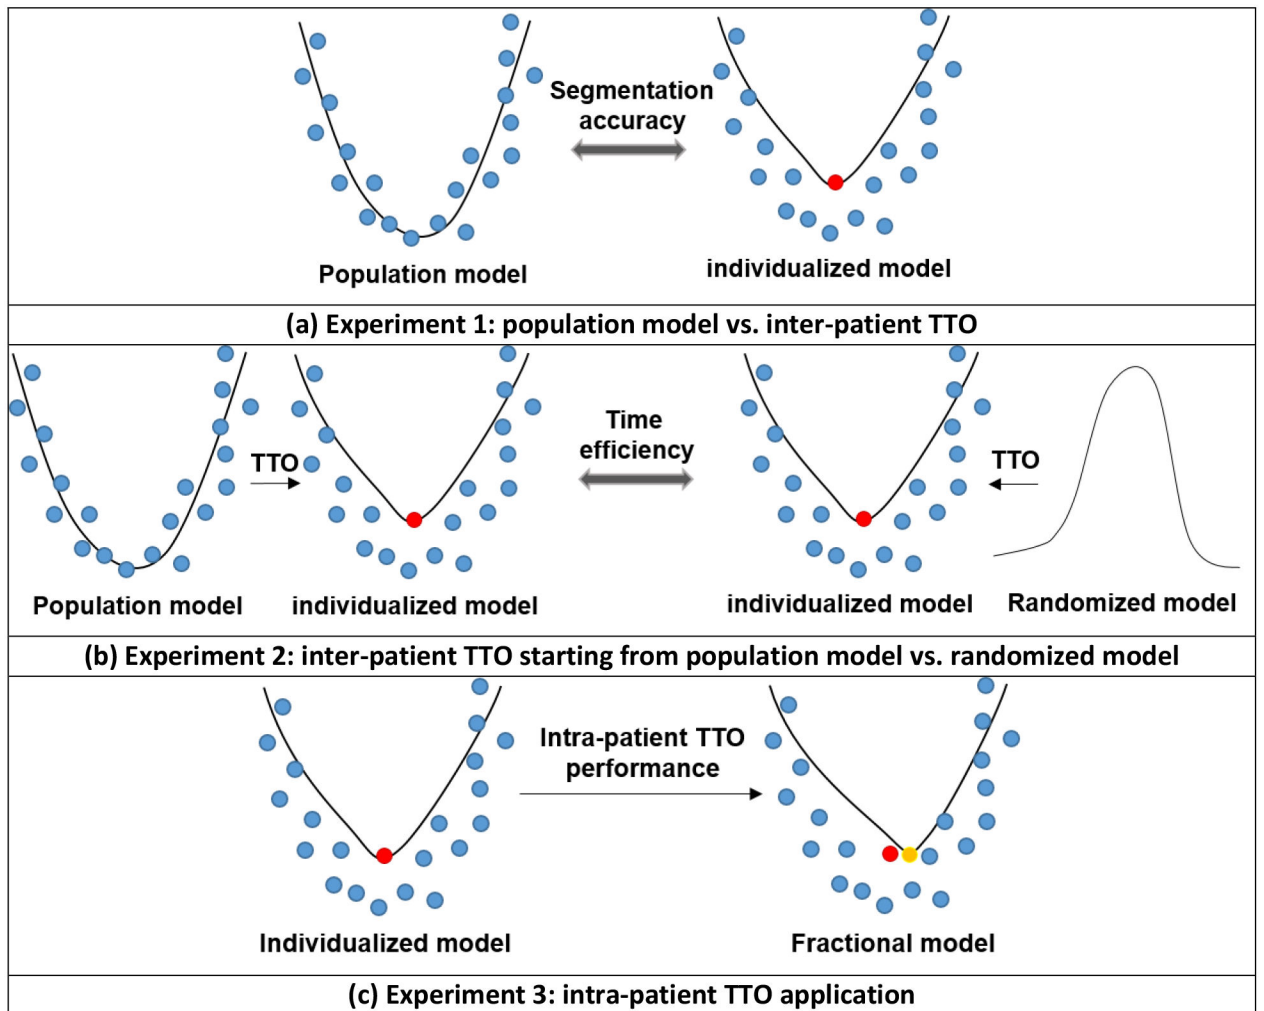 Segmentation
accuracy
Population model
individualized model
(a) Experiment 1: population model vs. inter-patient TTO
TTO
Time
efficiency
TTO
Population model
individualized model
individualized model
Randomized model
(b) Experiment 2: inter-patient TTO starting from population model vs. randomized model
Intra-patient TTO
performance
Individualized model
Fractional model
(c) Experiment 3: intra-patient TTO application